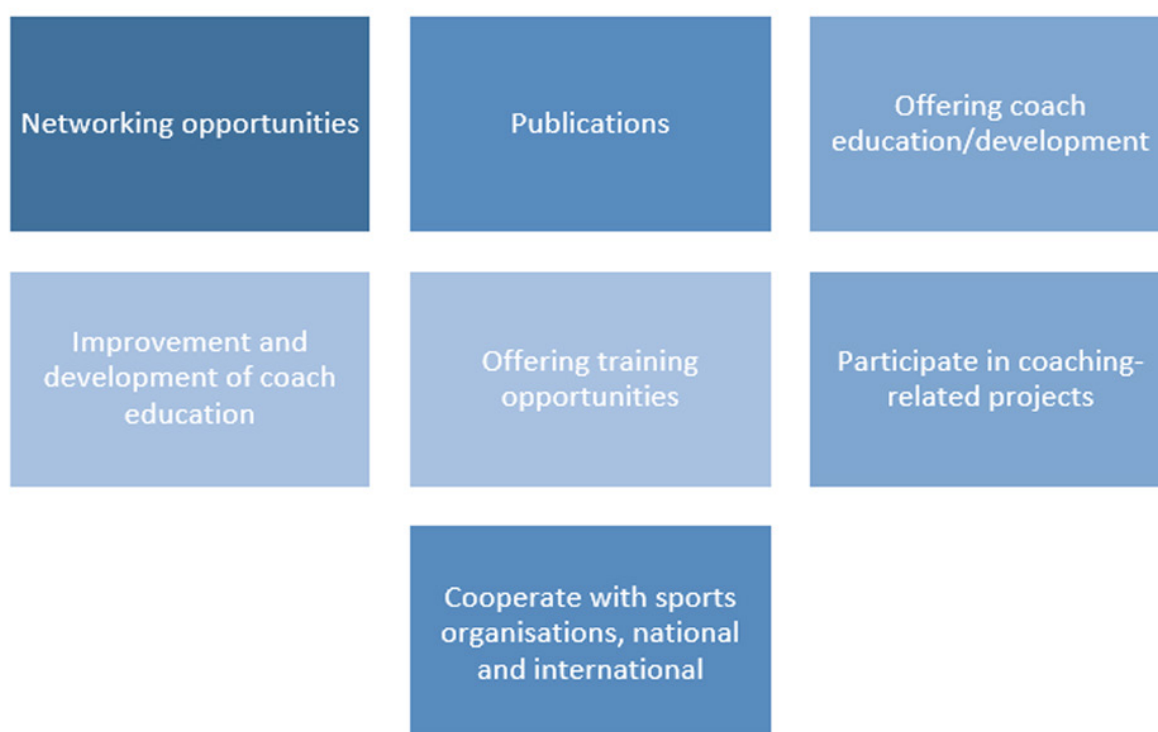 Networking opportunities
Publications
Offering coach
education/development
Improvement and
development of coach
education
Offering training
opportunities
Participate in coaching-
related projects
Cooperate with sports
organisations, national
and international